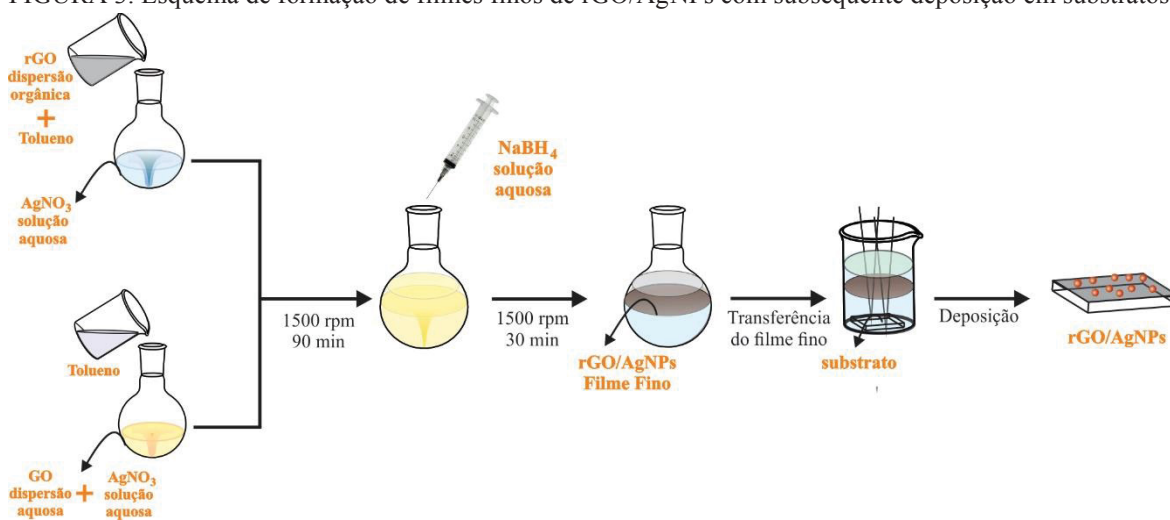 FIGURA 3: Esquema de formação de filmes finos de rGO/AgNPs com subsequente deposição em substratos
rGO
dispersão
orgânica
+
Tolueno
AgNO3
solução
aquosa
Tolueno
GO
dispersão
aquosa
+
AgNO3
solução
aquosa
1500 rpm
90 min
NaBH4
solução
aquosa
1500 rpm
30 min
rGO/AgNPs
Filme Fino
Transferência
do filme fino
substrato
Deposição
rGO/AgNPs